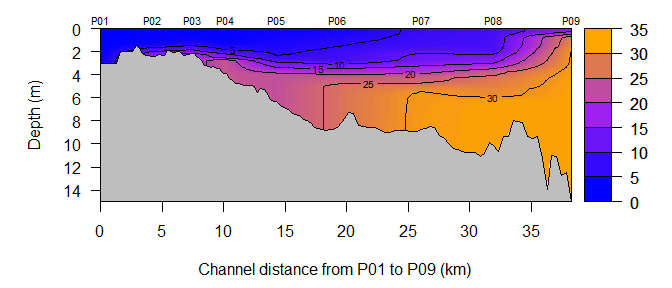 P01 P02 P03 P04 P05 P06 P07 P08 P09
0 2 4 6 8 10 12 14
Depth (m)
5 10 15 20 25 30
0 5 10 15 20 25 30 35
Channel distance from P01 to P09 (km)
35 30 25 20 15 10 5 0